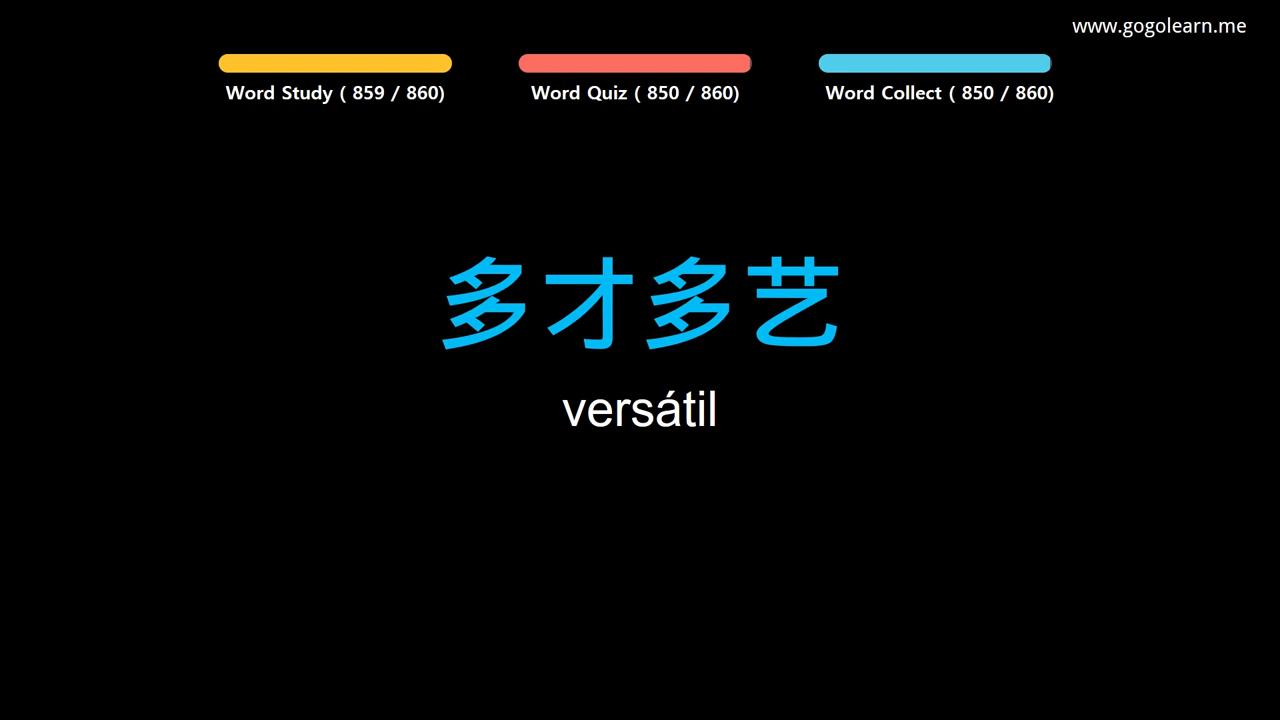 www.gogolearn.me
Word Study ( 859 / 860)
Word Quiz ( 850 / 860)
Word Collect ( 850 / 860)
多才多艺
versátil